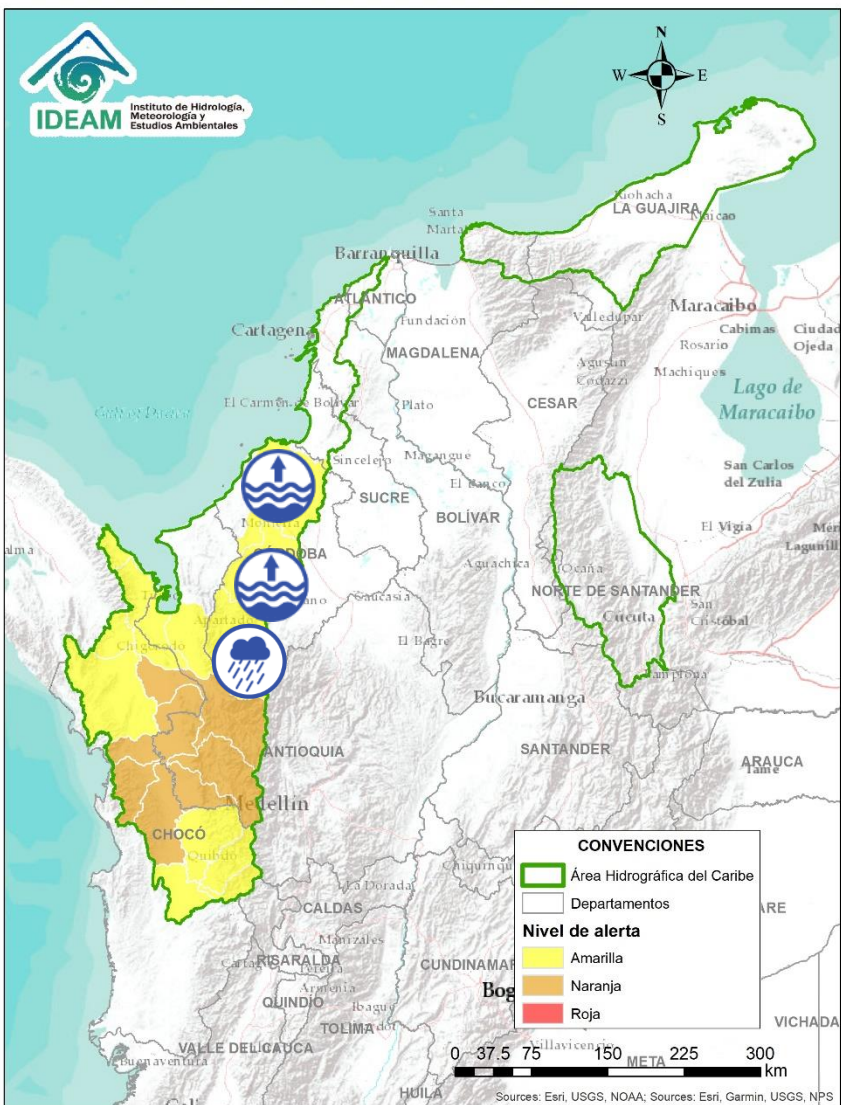 IDEAM
Instituto de Hidrología,
Meteorología y
Estudios Ambientales
N
W
E
S
Riohacha
LA GUAJIRA
Maicao
Santa
Marta
Barranquilla
ATLÁNTICO
Maracaibo
Cabimas
Ciudad
Ojeda
Cartagena
Fundación
Valledupar
Rosario
MAGDALENA
Machiques
Agustín
Codazzi
Lago de
Maracaibo
El Carmen de Bolívar
Plato
CESAR
Sincelejo
Magangue
San Carlos
del Zulia
El Banco
SUCRE
BOLÍVAR
Montería
El Vigía
CÓRDOBA
Aguachica
Ocaña
NORTE DE SANTANDER
Caucasia
Cucuta
San
Cristóbal
Apartado
El Bagre
Chigorodo
Pamplona
Bucaramanga
ANTIOQUIA
SANTANDER
ARAUCA
Tame
Medellín
CHOCÓ
Quibdó
La Dorada
CALDAS
Manizales
RISARALDA
Pereira
CUNDINAMAR
Armenia
QUINDÍO
Ibague
TOLIMA
Bog
VICHADA
VALLE DEL CAUCA
Buenaventura
Villavicencio
META
HUILA
CONVENCIONES
Área Hidrográfica del Caribe
Departamentos
Nivel de alerta
Amarilla
Naranja
Roja
0 37.5 75 150 225 300
km
Sources: Esri, USGS, NOAA; Sources: Esri, Garmin, USGS, NPS